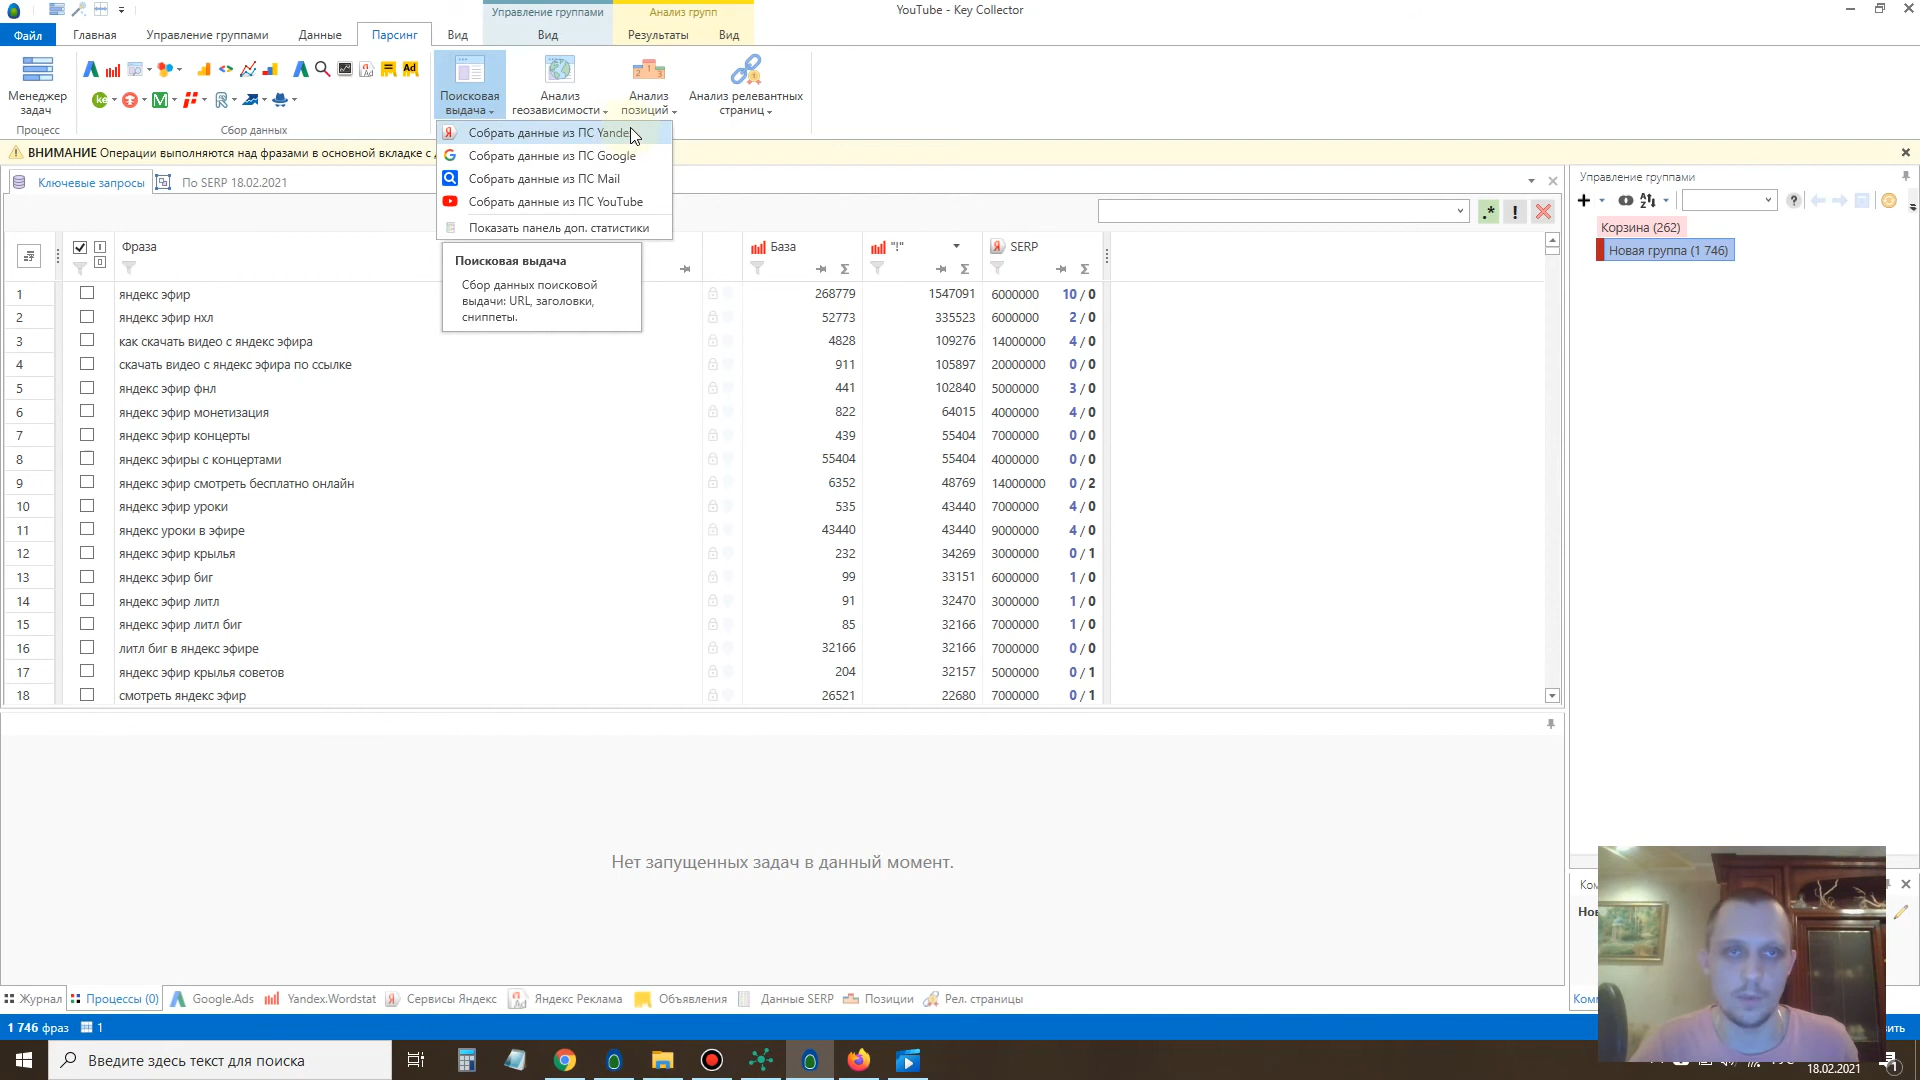 Управление группами
Анализ групп
YouTube - Key Collector
Файл
Главная
Управление группами
Данные
Парсинг
Вид
Вид
Результаты
Вид
Менеджер задач
Процесс
Сбор данных
Поисковая выдача
Анализ геозависимости
Анализ позиций
Анализ релевантных страниц
ВНИМАНИЕ Операции выполняются над фразами в основной вкладке с
Собрать данные из ПС Yandex
Собрать данные из ПС Google
Собрать данные из ПС Mail
Собрать данные из ПС YouTube
Показать панель доп. статистики
Поисковая выдача
Сбор данных поисковой
выдачи: URL, заголовки,
сниппеты.
Ключевые запросы
По SERP 18.02.2021
Управление группами
Корзина (262)
Новая группа (1 746)
Фраза База "!" SERP
1 яндекс эфир 268779 1547091 6000000 10 / 0
2 яндекс эфир нхл 52773 335523 6000000 2 / 0
3 как скачать видео с яндекс эфира 4828 109276 14000000 4 / 0
4 скачать видео с яндекс эфира по ссылке 911 105897 20000000 0 / 0
5 яндекс эфир фнл 441 102840 5000000 3 / 0
6 яндекс эфир монетизация 822 64015 4000000 4 / 0
7 яндекс эфир концерты 439 55404 7000000 0 / 0
8 яндекс эфиры с концертами 55404 55404 4000000 0 / 0
9 яндекс эфир смотреть бесплатно онлайн 6352 48769 14000000 0 / 2
10 яндекс эфир уроки 535 43440 7000000 4 / 0
11 яндекс уроки в эфире 43440 43440 9000000 4 / 0
12 яндекс эфир крылья 232 34269 3000000 0 / 1
13 яндекс эфир биг 99 33151 6000000 1 / 0
14 яндекс эфир литл 91 32470 3000000 1 / 0
15 яндекс эфир литл биг 85 32166 7000000 1 / 0
16 литл биг в яндекс эфире 32166 32166 7000000 0 / 0
17 яндекс эфир крылья советов 204 32157 5000000 0 / 1
18 смотреть яндекс эфир 26521 22680 7000000 0 / 1
Нет запущенных задач в данный момент.
Журнал
Процессы (0)
Google.Ads
Yandex.Wordstat
Сервисы Яндекс
Яндекс Реклама
Объявления
Данные SERP
Позиции
Рел. страницы
1 746 фраз 1
Введите здесь текст для поиска
18.02.2021